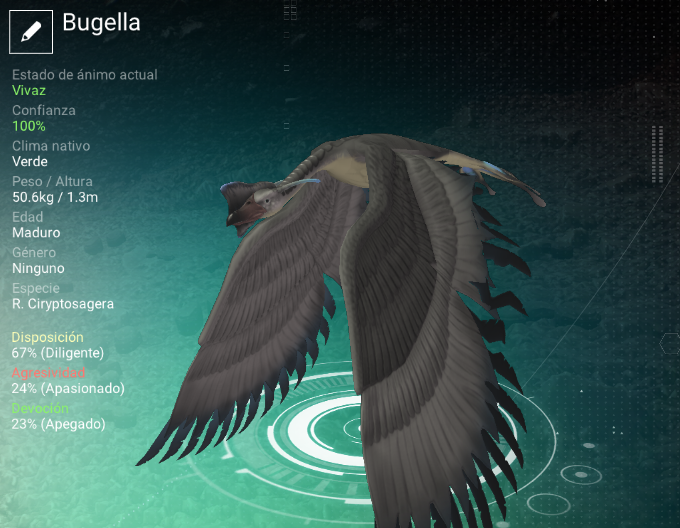 Bugella
Estado de ánimo actual
Vivaz
Confianza
100%
Clima nativo
Verde
Peso / Altura
50.6kg / 1.3m
Edad
Maduro
Género
Ninguno
Especie
R. Ciryptosagera
Disposición
67% (Diligente)
Agresividad
24% (Apasionado)
Devoción
23% (Apegado)